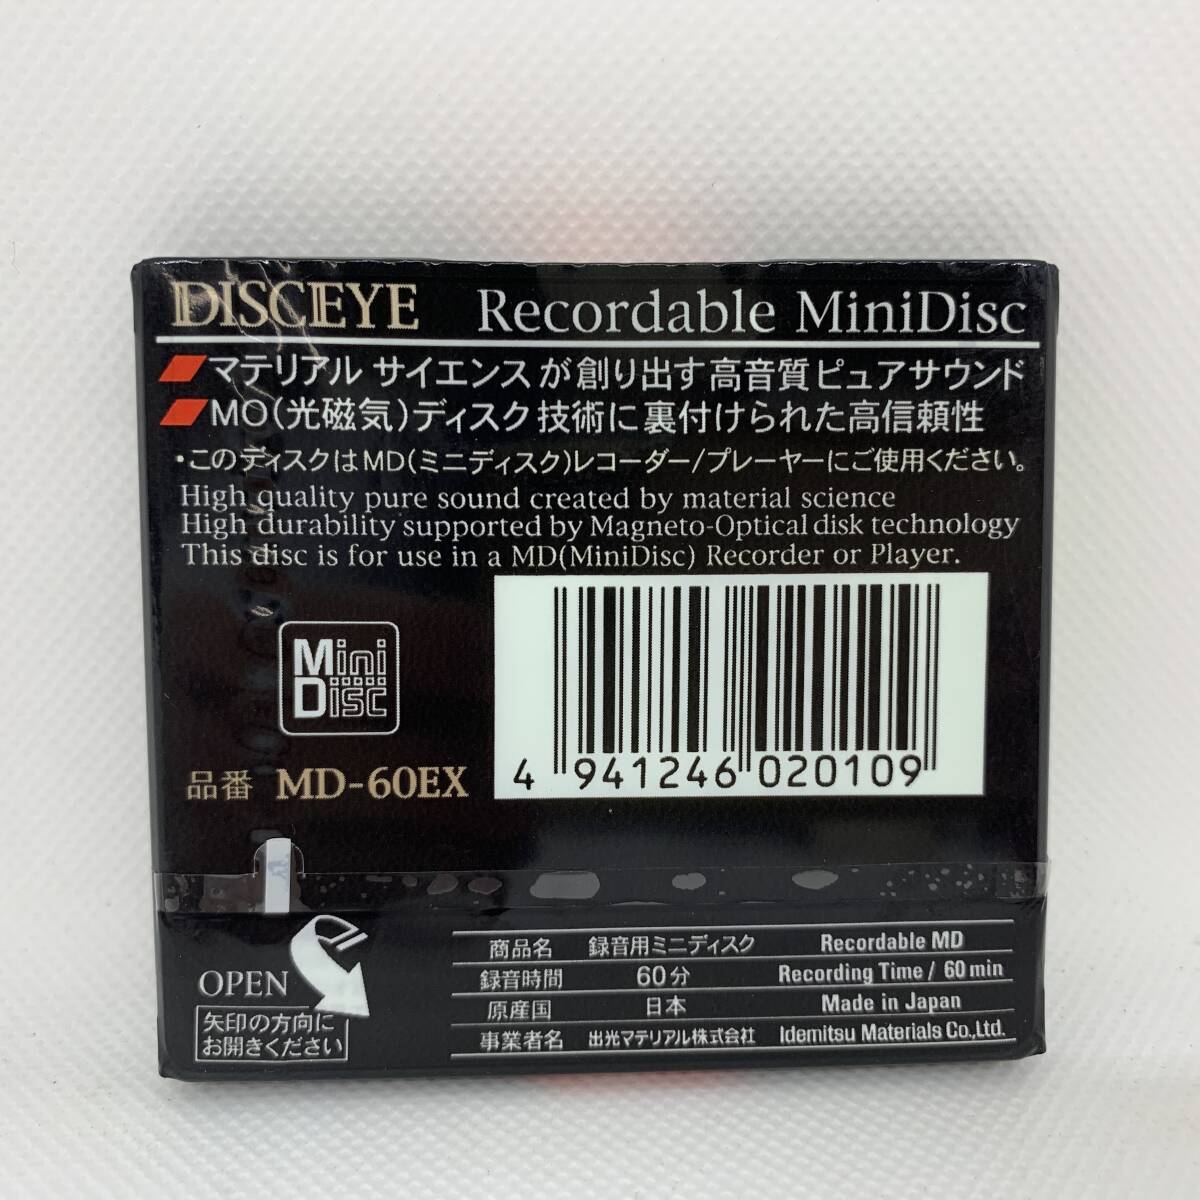 DISCEYE Recordable MiniDisc
マテリアル サイエンスが創り出す高音質ピュアサウンド
MO(光磁気)ディスク技術に裏付けられた高信頼性
・このディスクはMD(ミニディスク)レコーダー/プレーヤーにご使用ください。
High quality pure sound created by material science
High durability supported by Magneto-Optical disk technology
This disc is for use in a MD(MiniDisc) Recorder or Player.
Mini
Disc
品番 MD-60EX
4 941246 020109
OPEN
矢印の方向に
お開きください
商品名 録音用ミニディスク Recordable MD
録音時間 60分 Recording Time / 60 min
原産国 日本 Made in Japan
事業者名 出光マテリアル株式会社 Idemitsu Materials Co.,Ltd.